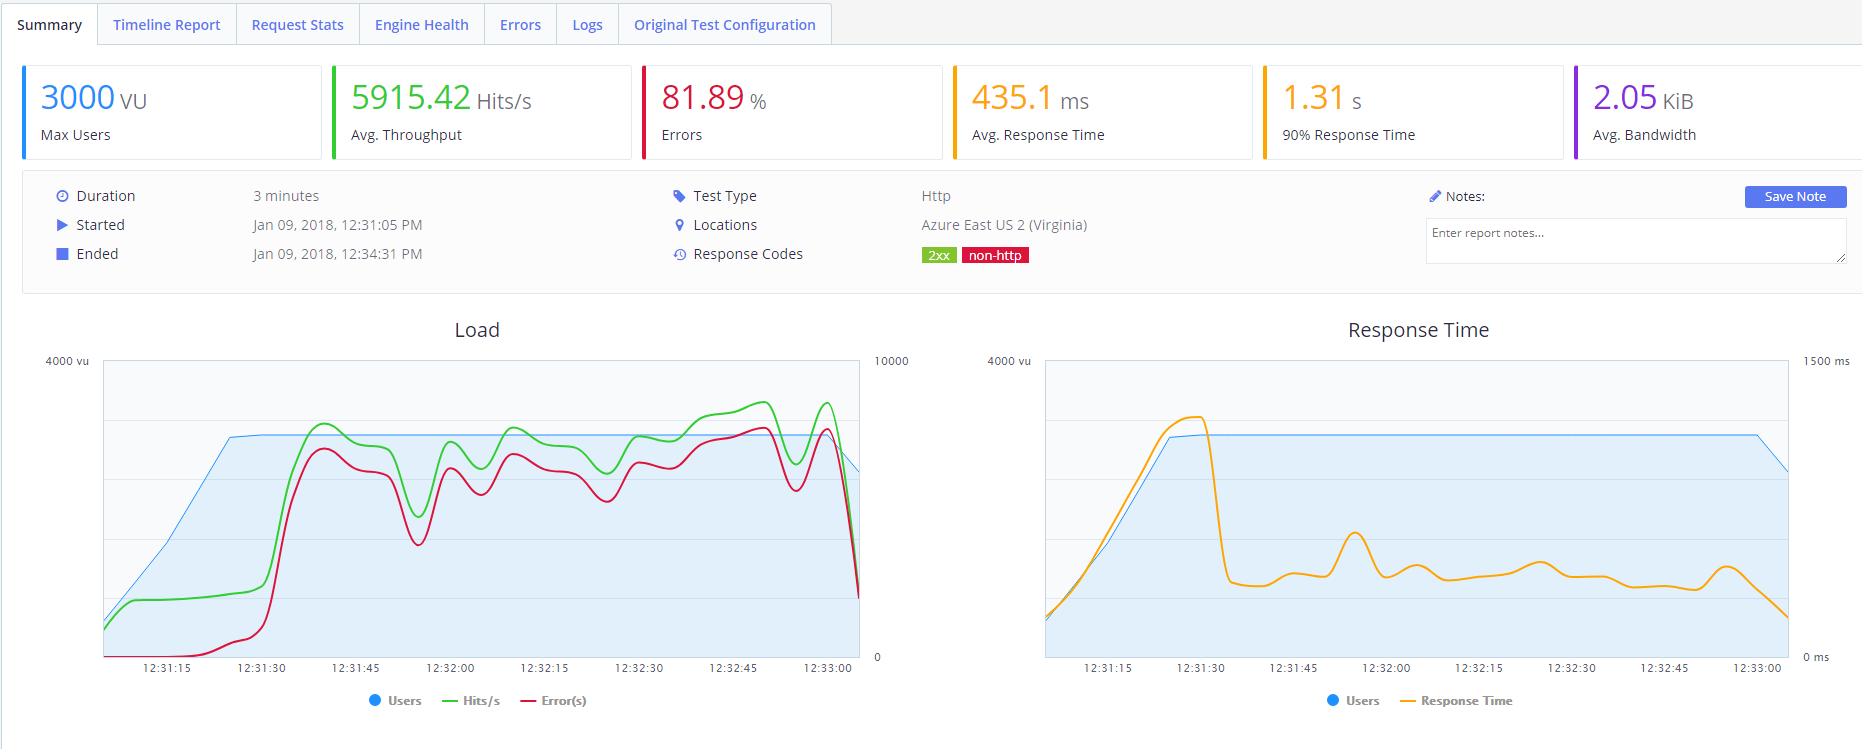 Summary Timeline Report Request Stats Engine Health Errors Logs Original Test Configuration
3000 VU 5915.42 Hits/s 81.89 % 435.1 ms 1.31 s 2.05 KiB
Max Users Avg. Throughput Errors Avg. Response Time 90% Response Time Avg. Bandwidth
Duration 3 minutes Test Type Http Notes: Save Note
Started Jan 09, 2018, 12:31:05 PM Locations Azure East US 2 (Virginia) Enter report notes...
Ended Jan 09, 2018, 12:34:31 PM Response Codes 2xx non-http
Load Response Time
4000 vu 10000 4000 vu 1500 ms
0 0 ms
12:31:15 12:31:30 12:31:45 12:32:00 12:32:15 12:32:30 12:32:45 12:33:00 12:31:15 12:31:30 12:31:45 12:32:00 12:32:15 12:32:30 12:32:45 12:33:00
Users Hits/s Error(s) Users Response Time